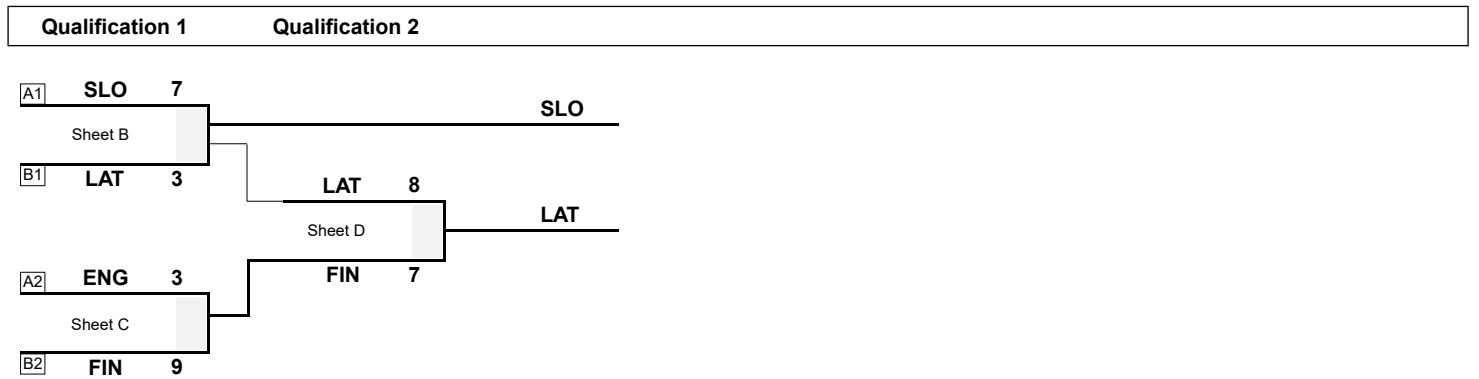 Qualification 1 Qualification 2
A1 SLO 7
SLO
Sheet B
B1 LAT 3
LAT 8
LAT
Sheet D
A2 ENG 3
FIN 7
Sheet C
B2 FIN 9